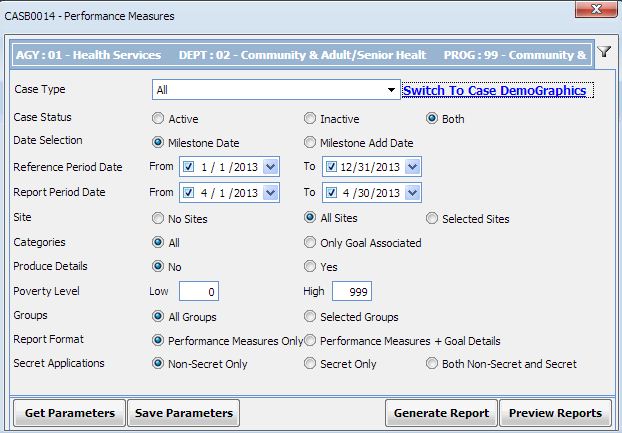 CASB0014 - Performance Measures
AGY : 01 - Health Services DEPT : 02 - Community & Adult/Senior Healt PROG : 99 - Community &
Case Type All Switch To Case DemoGraphics
Case Status Active Inactive Both
Date Selection Milestone Date Milestone Add Date
Reference Period Date From 1 / 1 /2013 To 12/31/2013
Report Period Date From 4 / 1 /2013 To 4 /30/2013
Site No Sites All Sites Selected Sites
Categories All Only Goal Associated
Produce Details No Yes
Poverty Level Low 0 High 999
Groups All Groups Selected Groups
Report Format Performance Measures Only Performance Measures + Goal Details
Secret Applications Non-Secret Only Secret Only Both Non-Secret and Secret
Get Parameters Save Parameters Generate Report Preview Reports